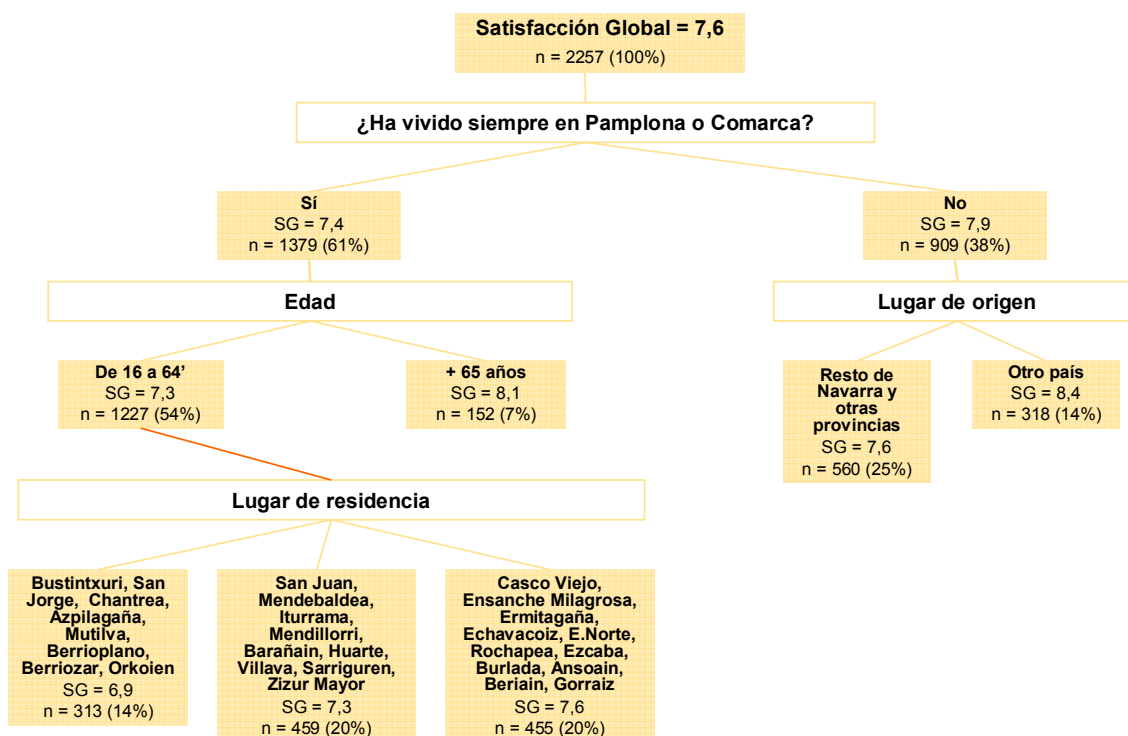 Satisfacción Global = 7,6
n = 2257 (100%)
¿Ha vivido siempre en Pamplona o Comarca?
Sí
SG = 7,4
n = 1379 (61%)
No
SG = 7,9
n = 909 (38%)
Edad
Lugar de origen
De 16 a 64'
SG = 7,3
n = 1227 (54%)
+ 65 años
SG = 8,1
n = 152 (7%)
Resto de
Navarra y
otras
provincias
SG = 7,6
n = 560 (25%)
Otro país
SG = 8,4
n = 318 (14%)
Lugar de residencia
Bustintxuri, San
Jorge, Chantrea,
Azpilagaña,
Mutilva,
Berrioplano,
Berriozar, Orkoien
SG = 6,9
n = 313 (14%)
San Juan,
Mendebaldea,
Iturrama,
Mendillorri,
Barañain, Huarte,
Villava, Sarriguren,
Zizur Mayor
SG = 7,3
n = 459 (20%)
Casco Viejo,
Ensanche Milagrosa,
Ermitagaña,
Echavacoiz, E.Norte,
Rochapea, Ezcaba,
Burlada, Ansoain,
Beriain, Gorraiz
SG = 7,6
n = 455 (20%)